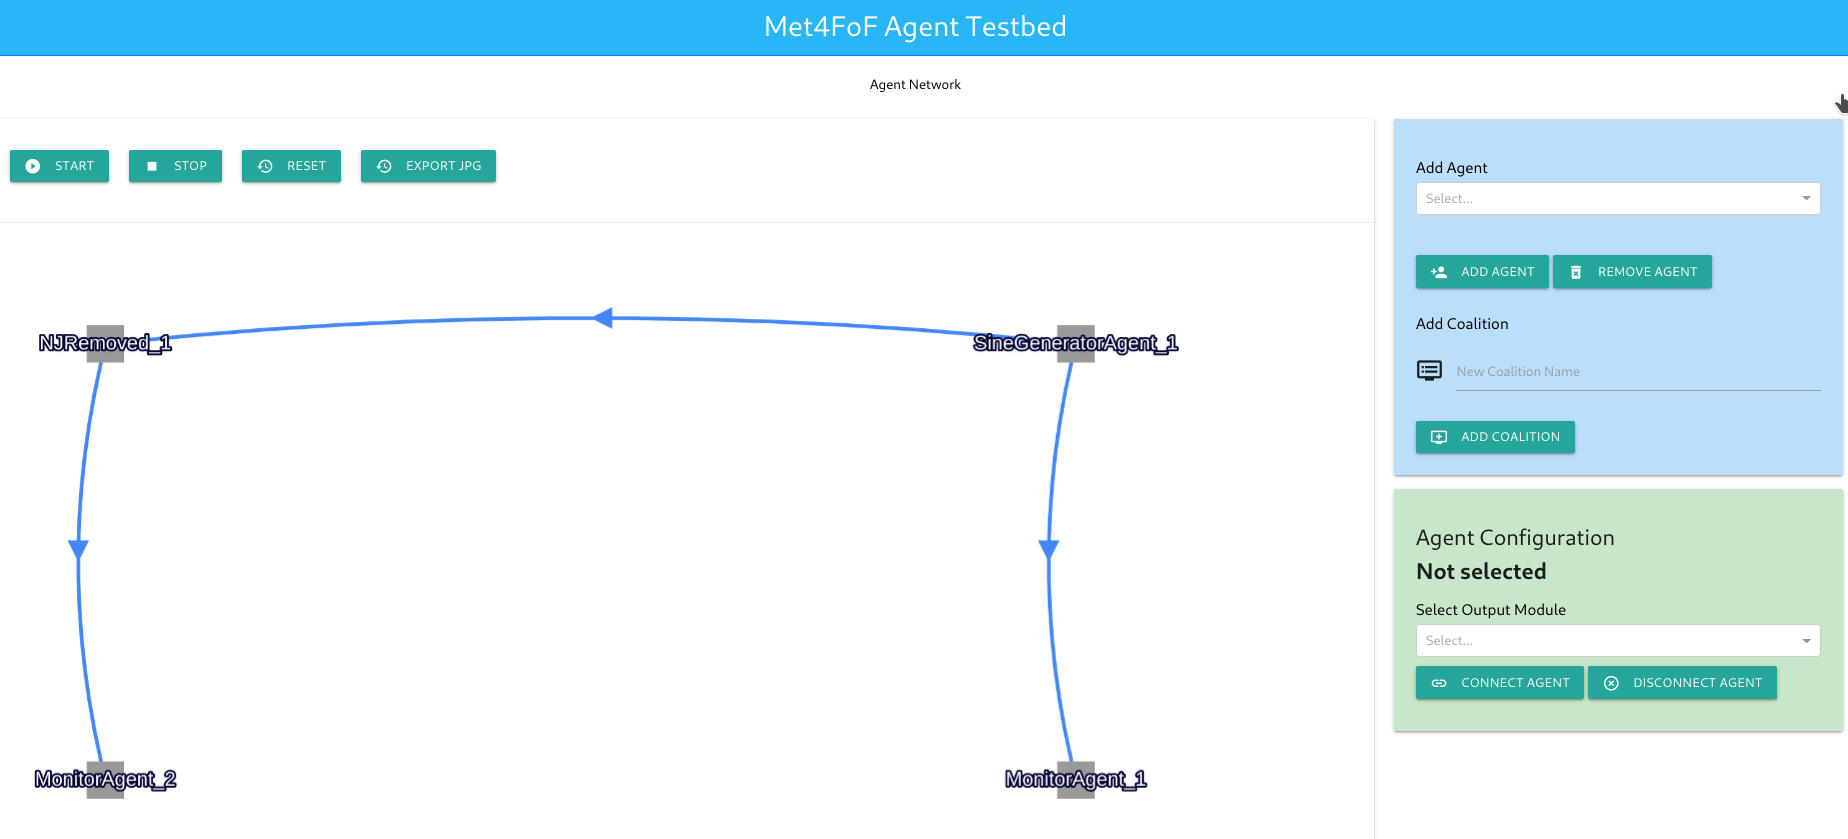 Met4FoF Agent Testbed
Agent Network
START
STOP
RESET
EXPORT JPG
NJRemoved_1
SineGeneratorAgent_1
MonitorAgent_2
MonitorAgent_1
Add Agent
Select...
ADD AGENT
REMOVE AGENT
Add Coalition
New Coalition Name
ADD COALITION
Agent Configuration
Not selected
Select Output Module
Select...
CONNECT AGENT
DISCONNECT AGENT